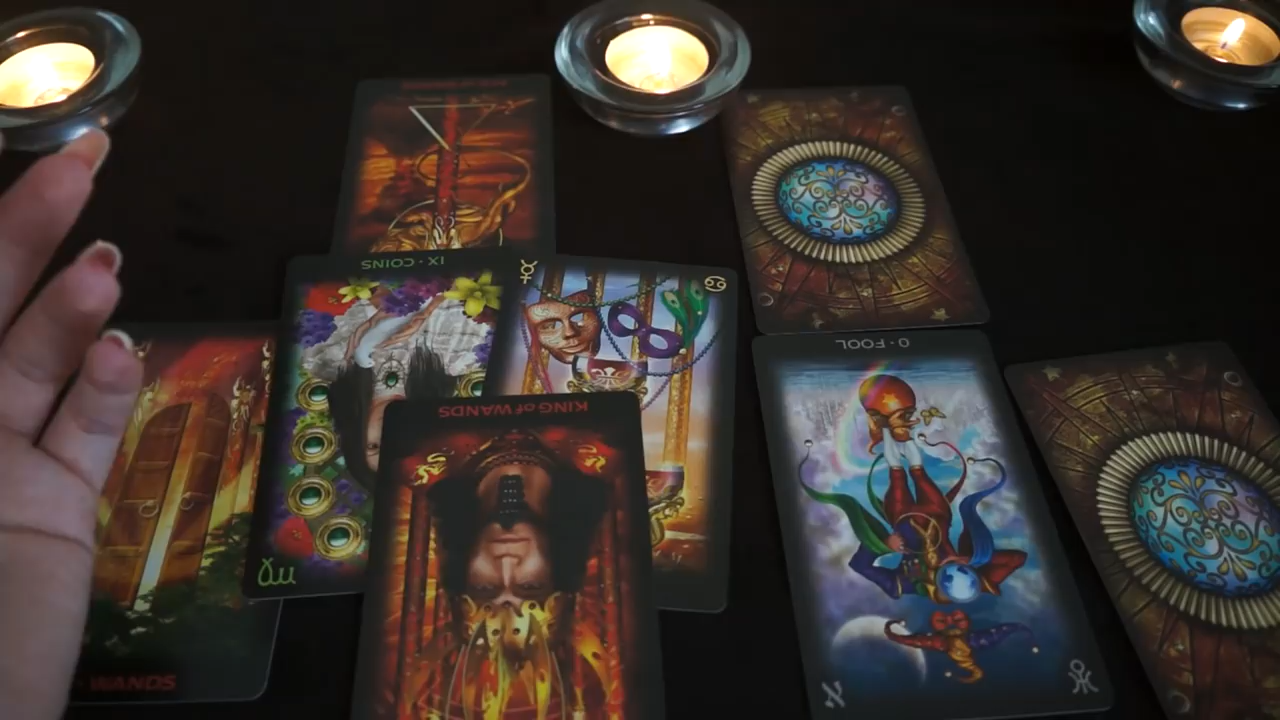 IX · COINS
KING of WANDS
0 · FOOL
· WANDS